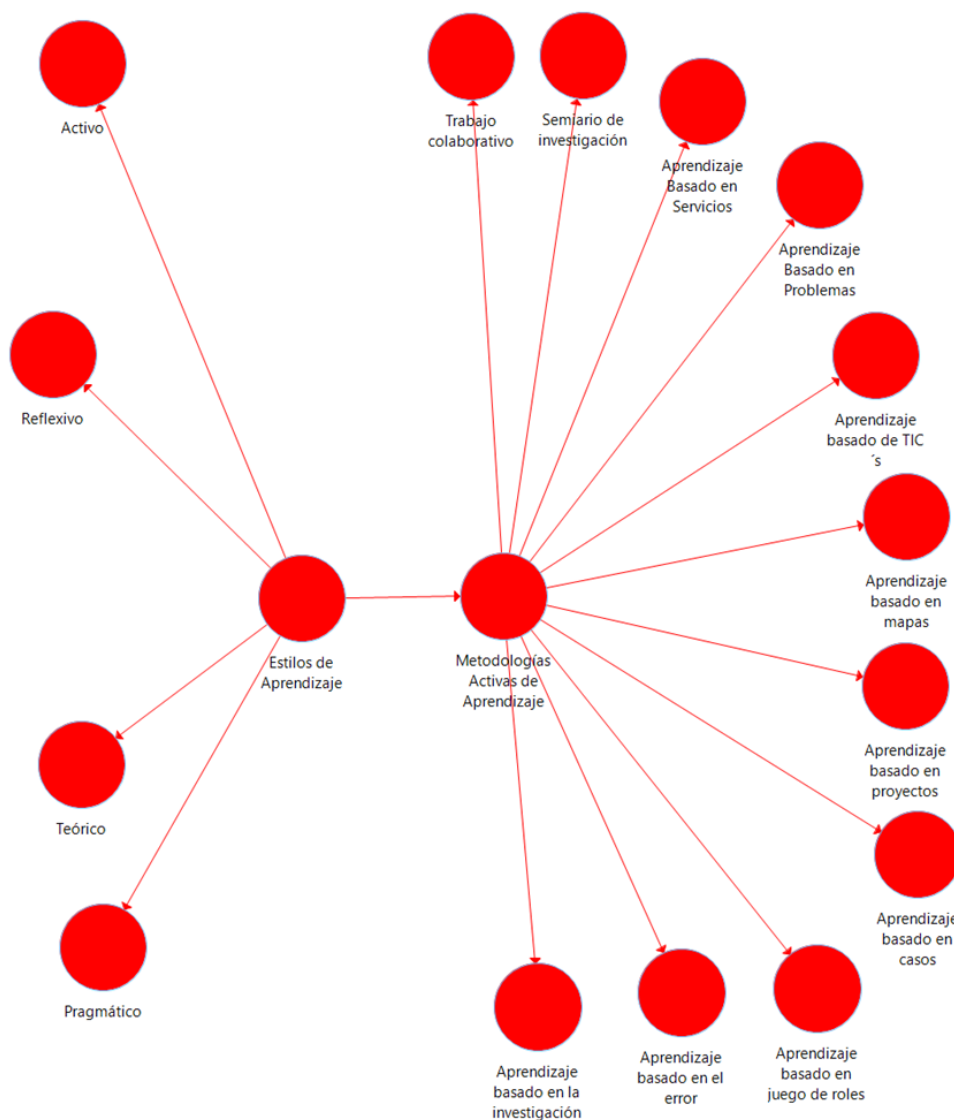 Activo
Reflexivo
Estilos de
Aprendizaje
Teórico
Pragmático
Trabajo
colaborativo
Semiario de
investigación
Aprendizaje
Basado en
Servicios
Aprendizaje
Basado en
Problemas
Aprendizaje
basado de TIC
´s
Aprendizaje
basado en
mapas
Aprendizaje
basado en
proyectos
Aprendizaje
basado en
casos
Metodologías
Activas de
Aprendizaje
Aprendizaje
basado en la
investigación
Aprendizaje
basado en el
error
Aprendizaje
basado en
juego de roles